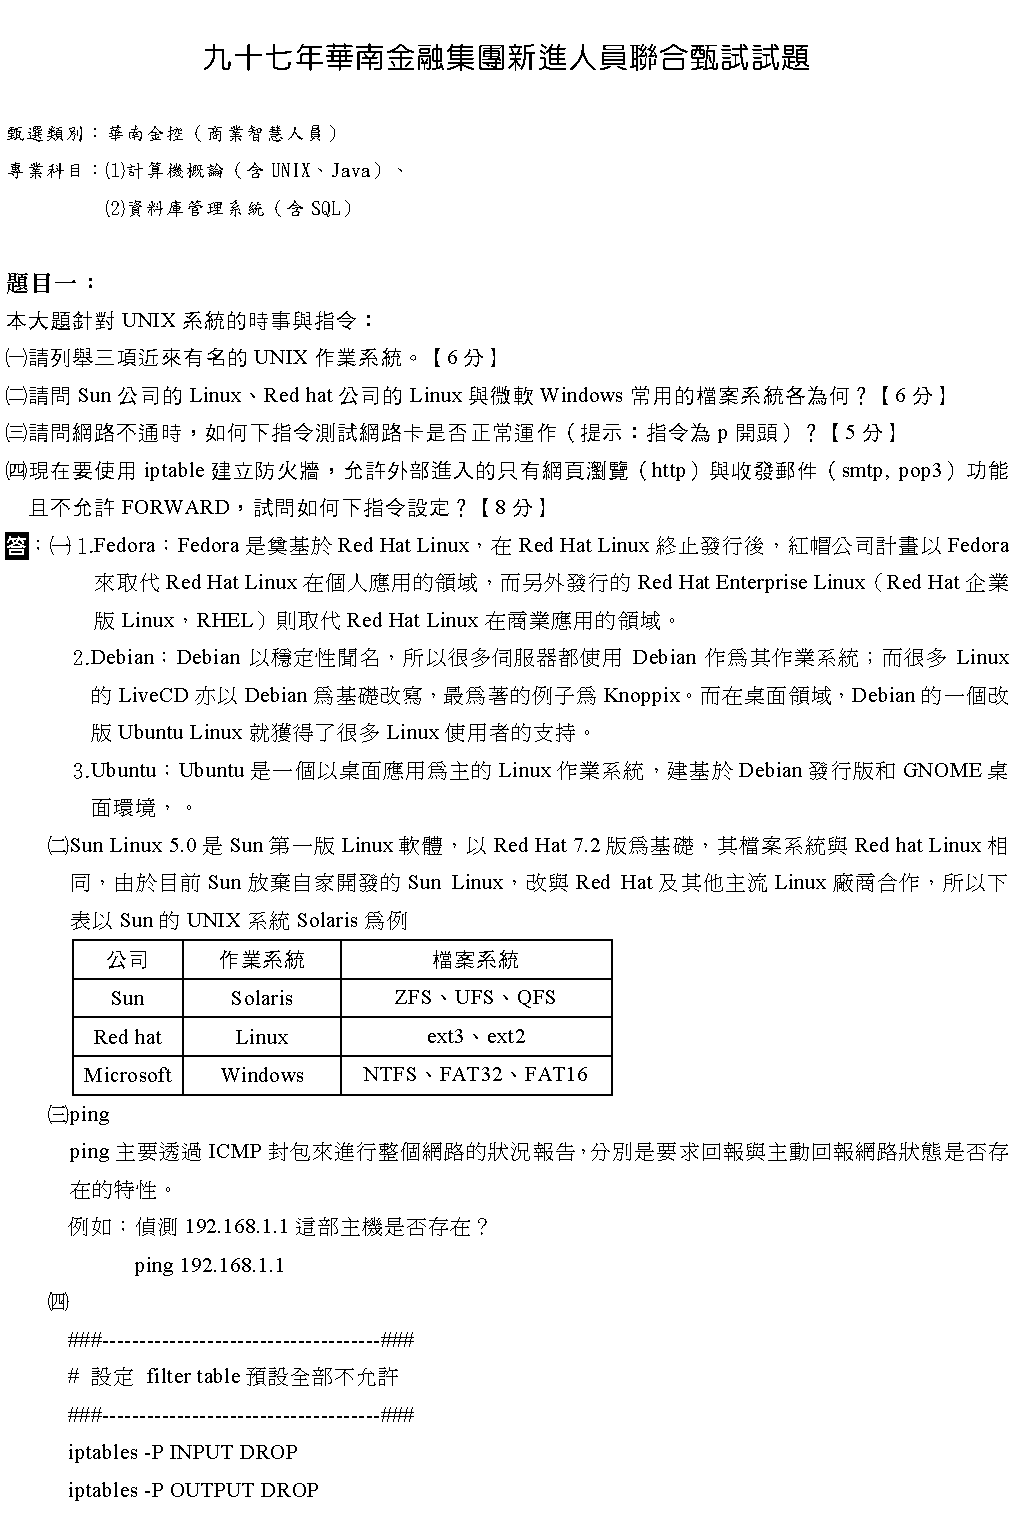 九十七年華南金融集團新進人員聯合甄試試題
甄選類別：華南金控（商業智慧人員）
專業科目：⑴計算機概論（含 UNIX、Java）、
⑵資料庫管理系統（含 SQL）
題目一：
本大題針對 UNIX 系統的時事與指令：
㈠請列舉三項近來有名的 UNIX 作業系統。【6 分】
㈡請問 Sun 公司的 Linux、Red hat 公司的 Linux 與微軟 Windows 常用的檔案系統各為何？【6 分】
㈢請問網路不通時，如何下指令測試網路卡是否正常運作（提示：指令為 p 開頭）？【5 分】
㈣現在要使用 iptable 建立防火牆，允許外部進入的只有網頁瀏覽（http）與收發郵件（smtp, pop3）功能
且不允許 FORWARD，試問如何下指令設定？【8 分】
答：㈠ 1.Fedora：Fedora 是奠基於 Red Hat Linux，在 Red Hat Linux 終止發行後，紅帽公司計畫以 Fedora
來取代 Red Hat Linux 在個人應用的領域，而另外發行的 Red Hat Enterprise Linux（Red Hat 企業
版 Linux，RHEL）則取代 Red Hat Linux 在商業應用的領域。
2.Debian：Debian 以穩定性聞名，所以很多伺服器都使用 Debian 作為其作業系統；而很多 Linux
的 LiveCD 亦以 Debian 為基礎改寫，最為著的例子為 Knoppix。而在桌面領域，Debian 的一個改
版 Ubuntu Linux 就獲得了很多 Linux 使用者的支持。
3.Ubuntu：Ubuntu 是一個以桌面應用為主的 Linux 作業系統，建基於 Debian 發行版和 GNOME 桌
面環境，。
㈡Sun Linux 5.0 是 Sun 第一版 Linux 軟體，以 Red Hat 7.2 版為基礎，其檔案系統與 Red hat Linux 相
同，由於目前 Sun 放棄自家開發的 Sun Linux，改與 Red Hat 及其他主流 Linux 廠商合作，所以下
表以 Sun 的 UNIX 系統 Solaris 為例
公司 作業系統 檔案系統
Sun Solaris ZFS、UFS、QFS
Red hat Linux ext3、ext2
Microsoft Windows NTFS、FAT32、FAT16
㈢ping
ping 主要透過 ICMP 封包來進行整個網路的狀況報告，分別是要求回報與主動回報網路狀態是否存
在的特性。
例如：偵測 192.168.1.1 這部主機是否存在？
ping 192.168.1.1
㈣
###-------------------------------------###
# 設定 filter table 預設全部不允許
###-------------------------------------###
iptables -P INPUT DROP
iptables -P OUTPUT DROP